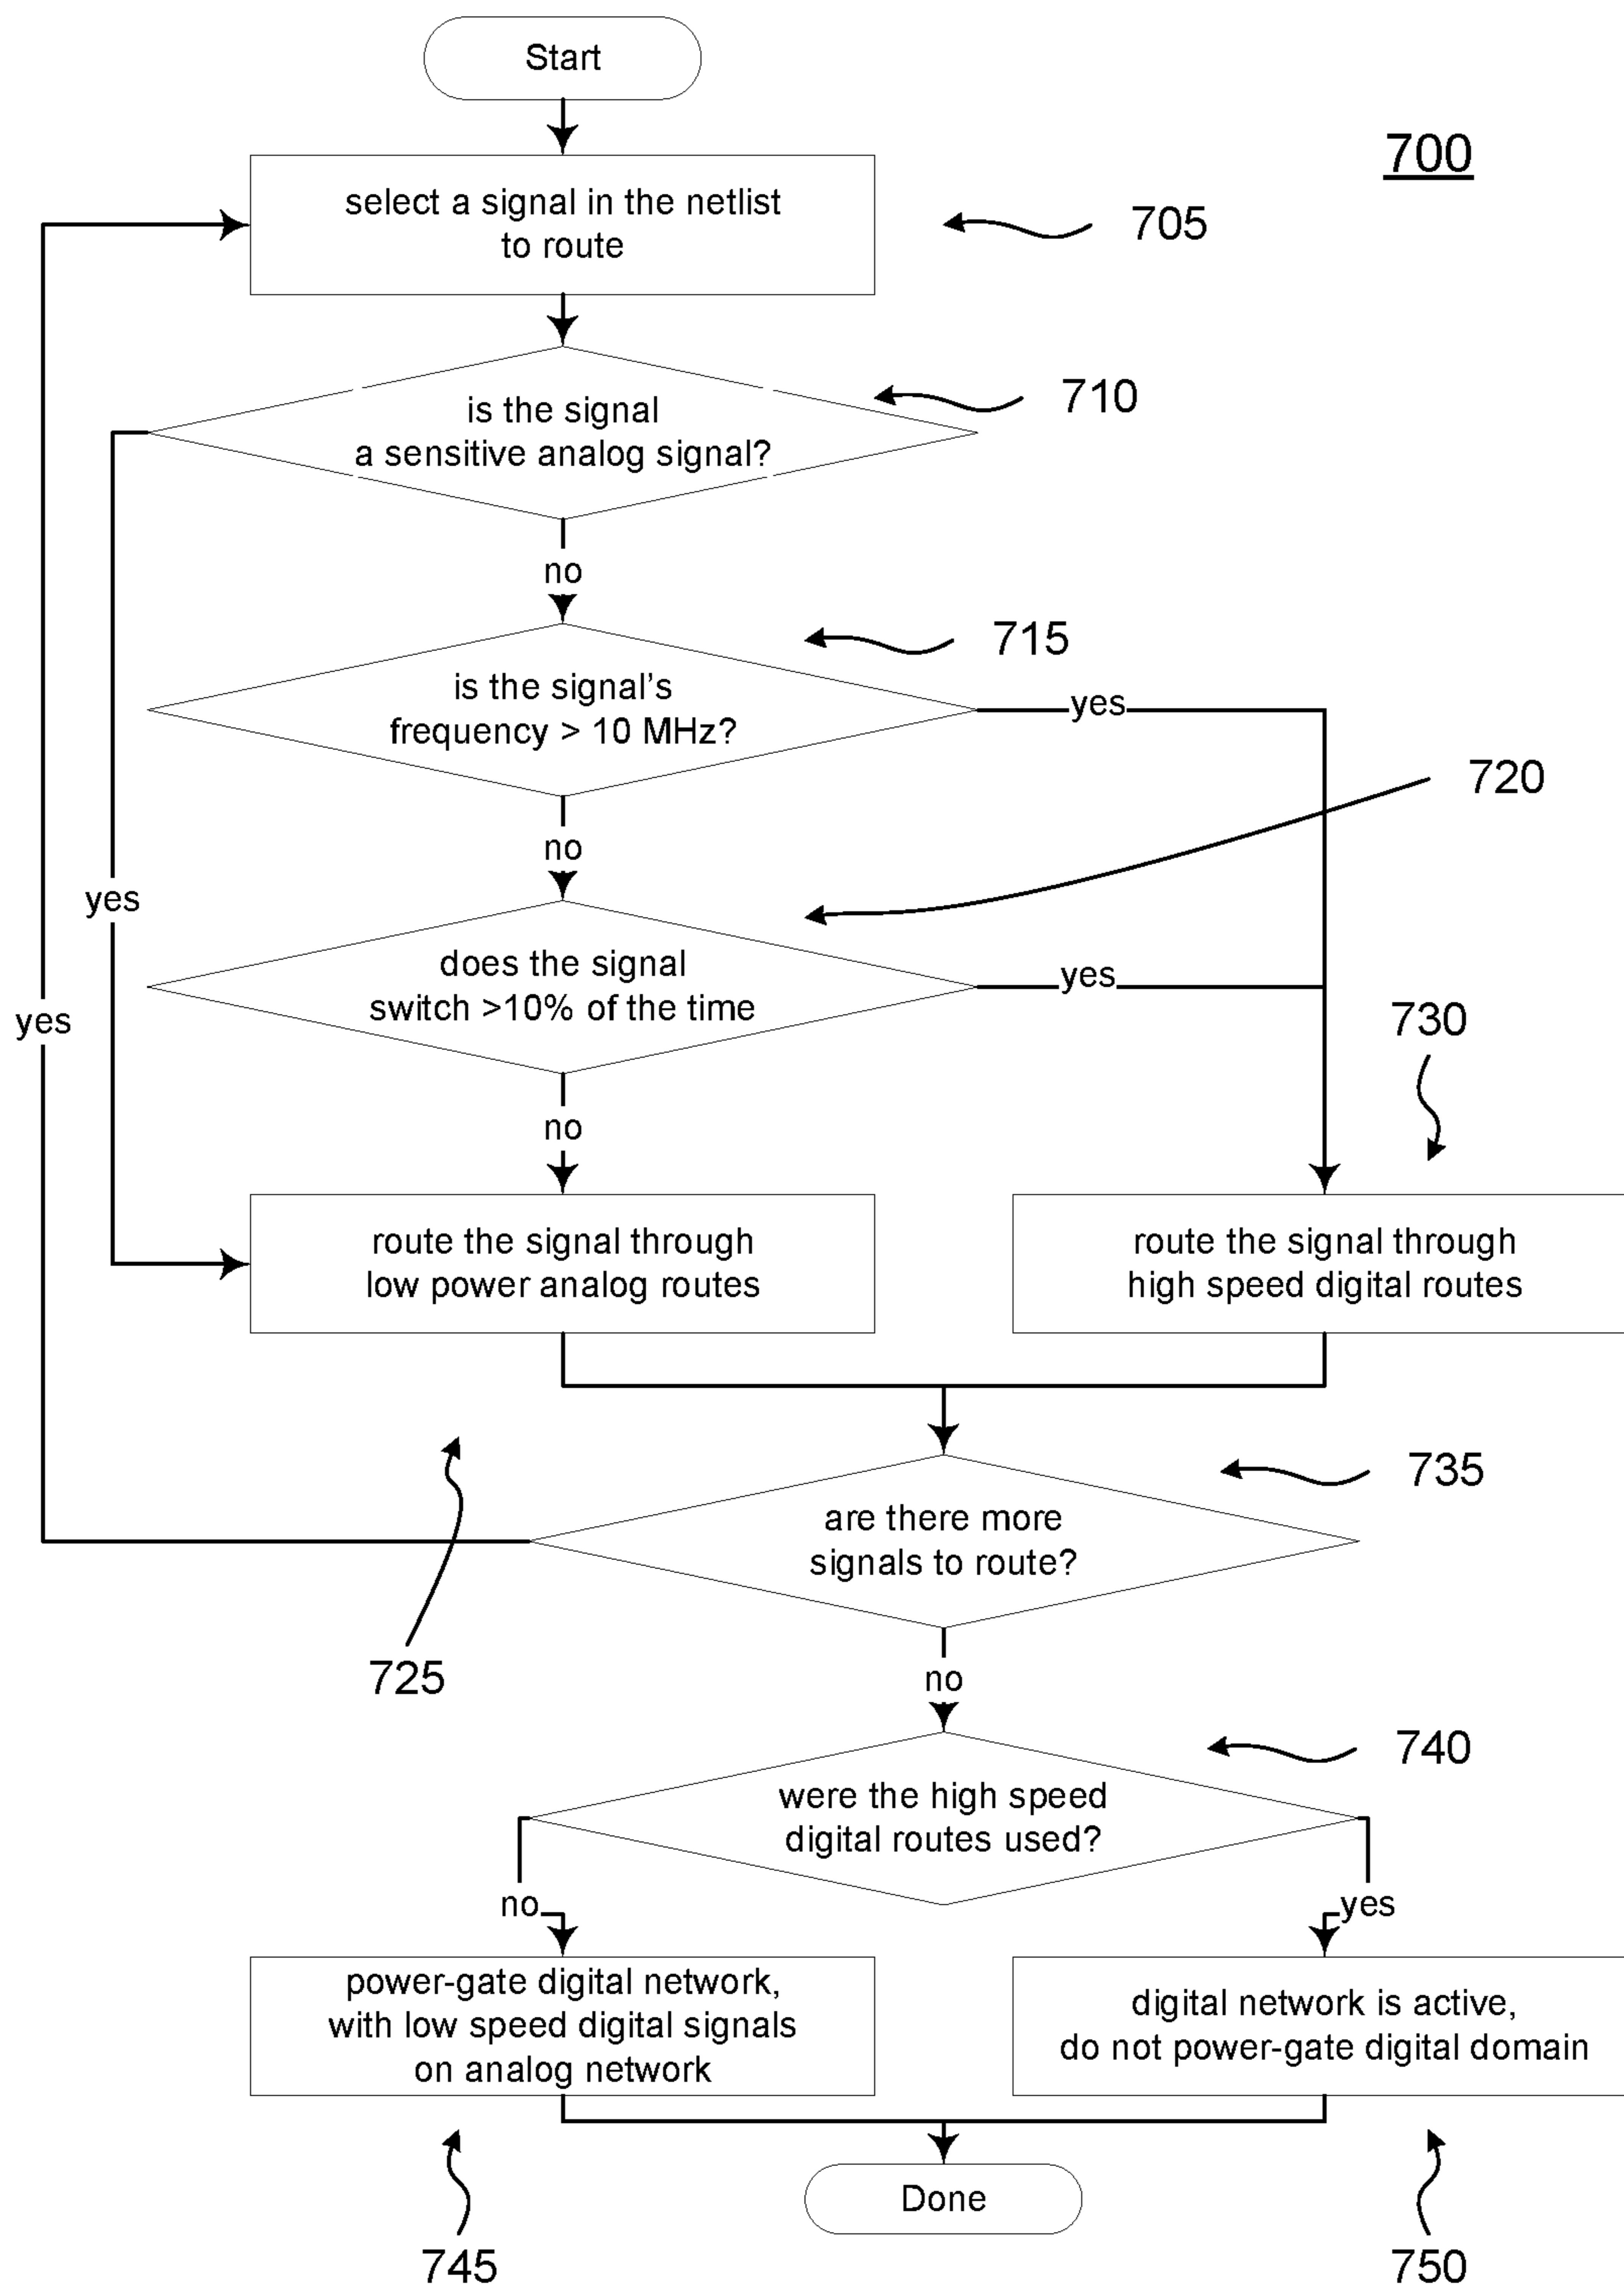 Start
700
select a signal in the netlist
to route
705
is the signal
a sensitive analog signal?
710
no
is the signal's
frequency > 10 MHz?
715
yes
720
no
yes
does the signal
switch >10% of the time
yes
yes
730
no
route the signal through
low power analog routes
route the signal through
high speed digital routes
735
are there more
signals to route?
725
no
740
were the high speed
digital routes used?
no
yes
power-gate digital network,
with low speed digital signals
on analog network
digital network is active,
do not power-gate digital domain
Done
745
750